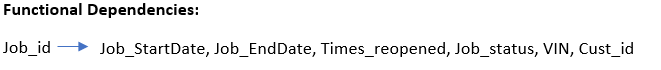 Functional Dependencies:
Job_id → Job_StartDate, Job_EndDate, Times_reopened, Job_status, VIN, Cust_id